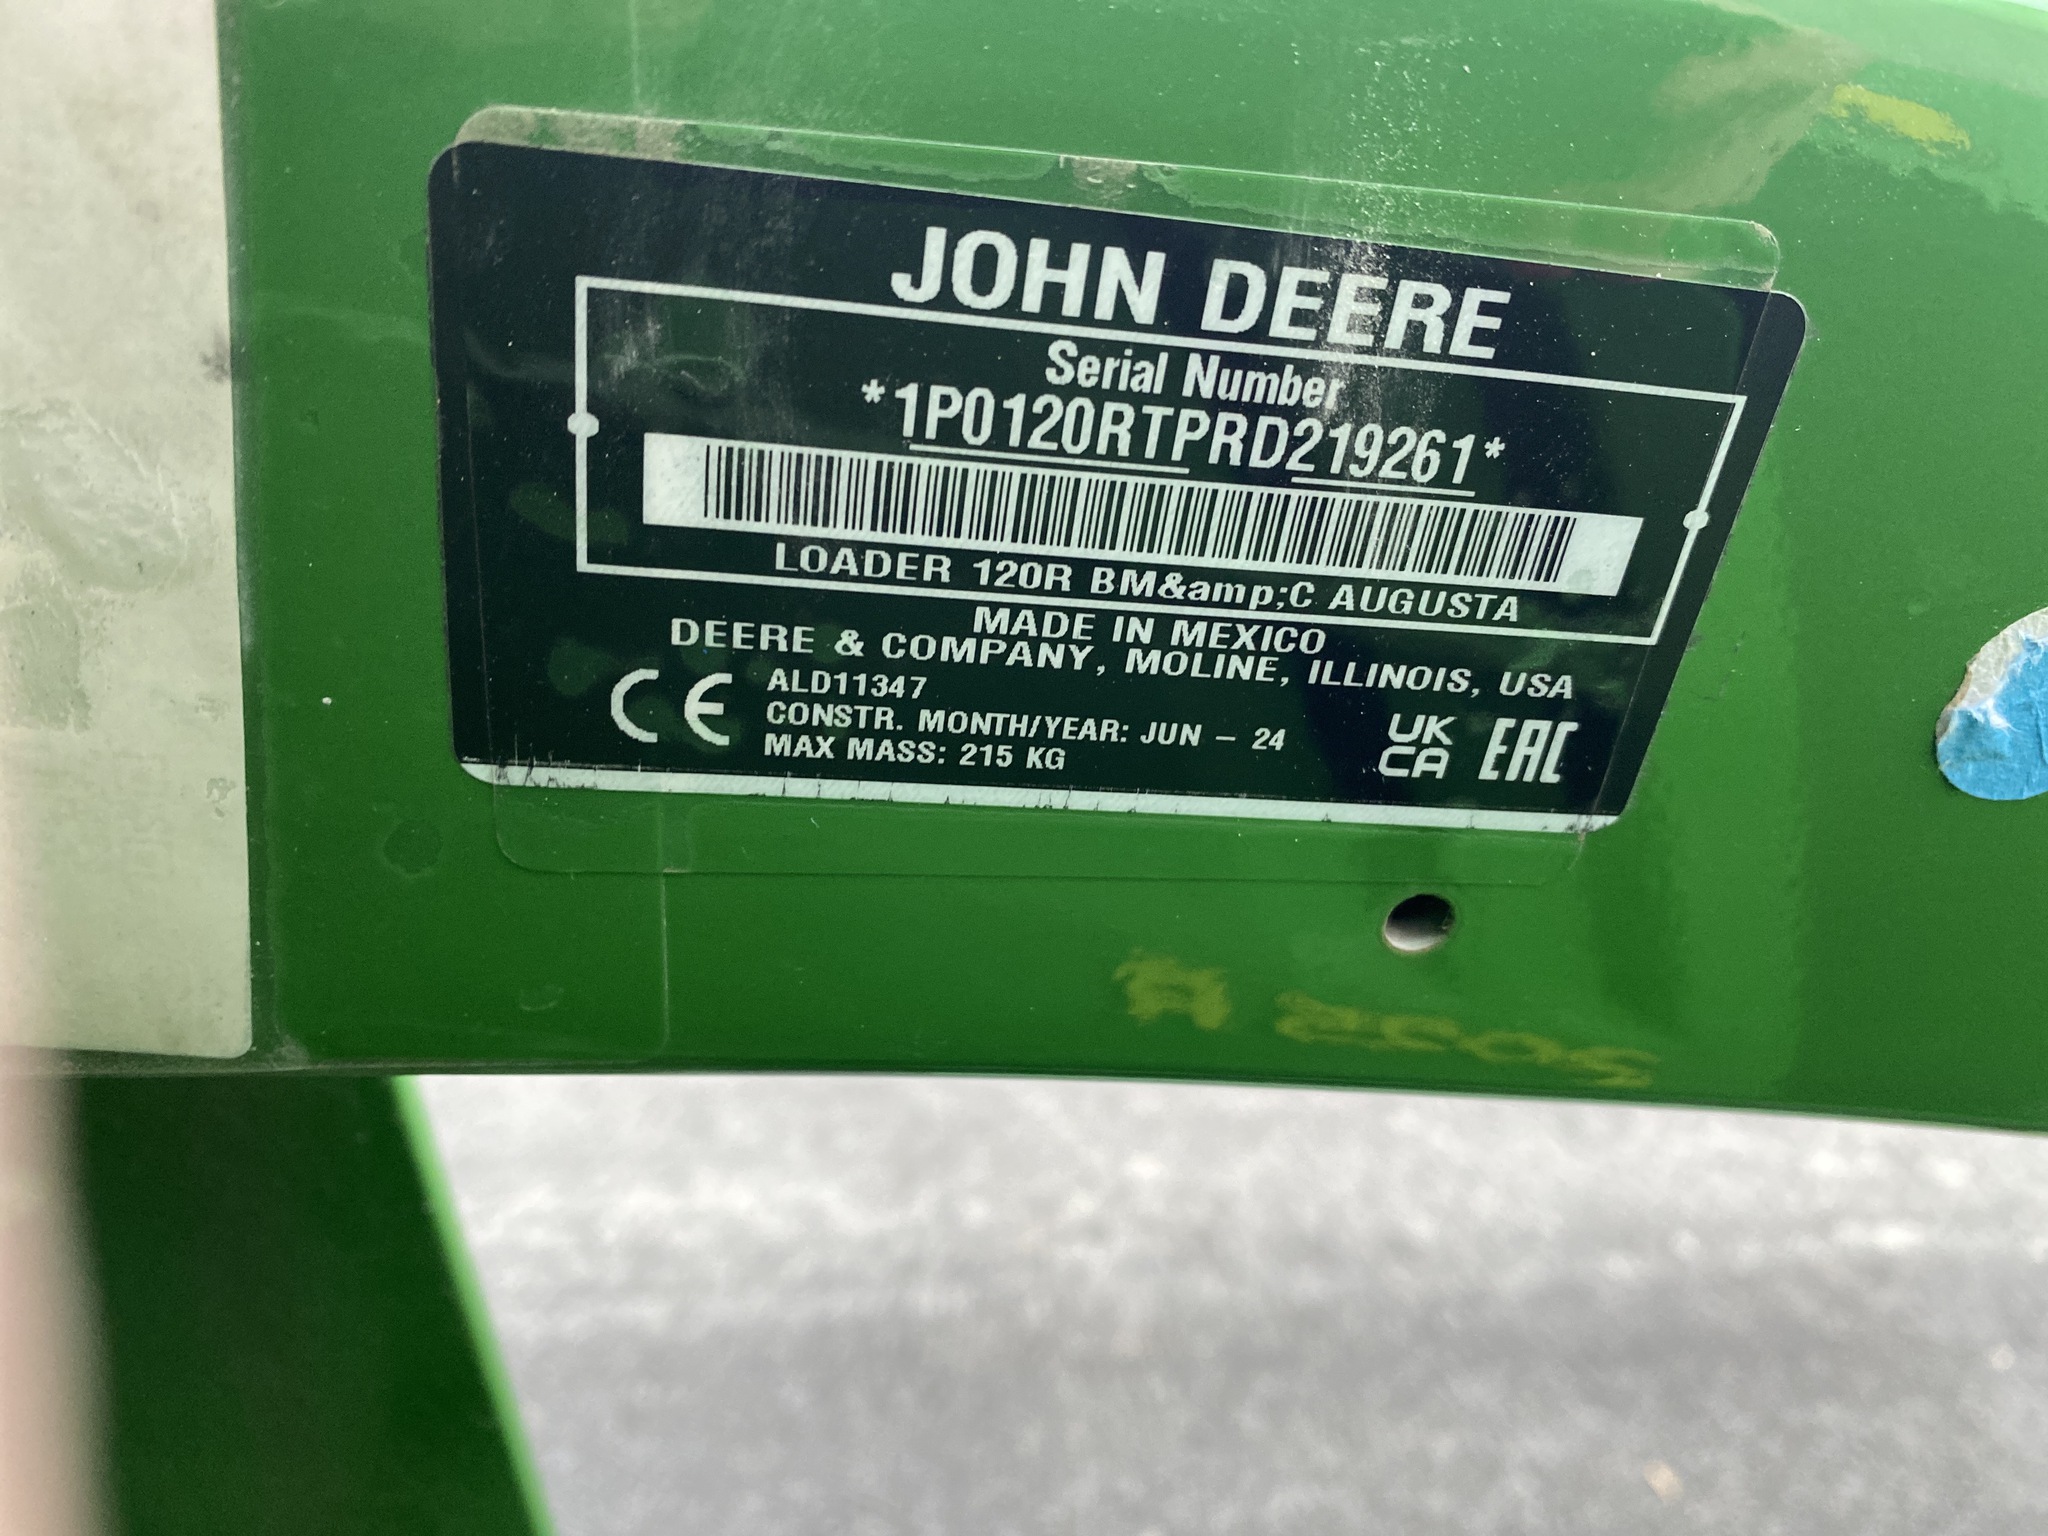 JOHN DEERE
Serial Number
*1P0120RTPRD219261*
LOADER 120R BM&amp;C AUGUSTA
MADE IN MEXICO
DEERE & COMPANY, MOLINE, ILLINOIS, USA
CE
ALD11347
CONSTR. MONTH/YEAR: JUN - 24
MAX MASS: 215 KG
UK
CA
EAC